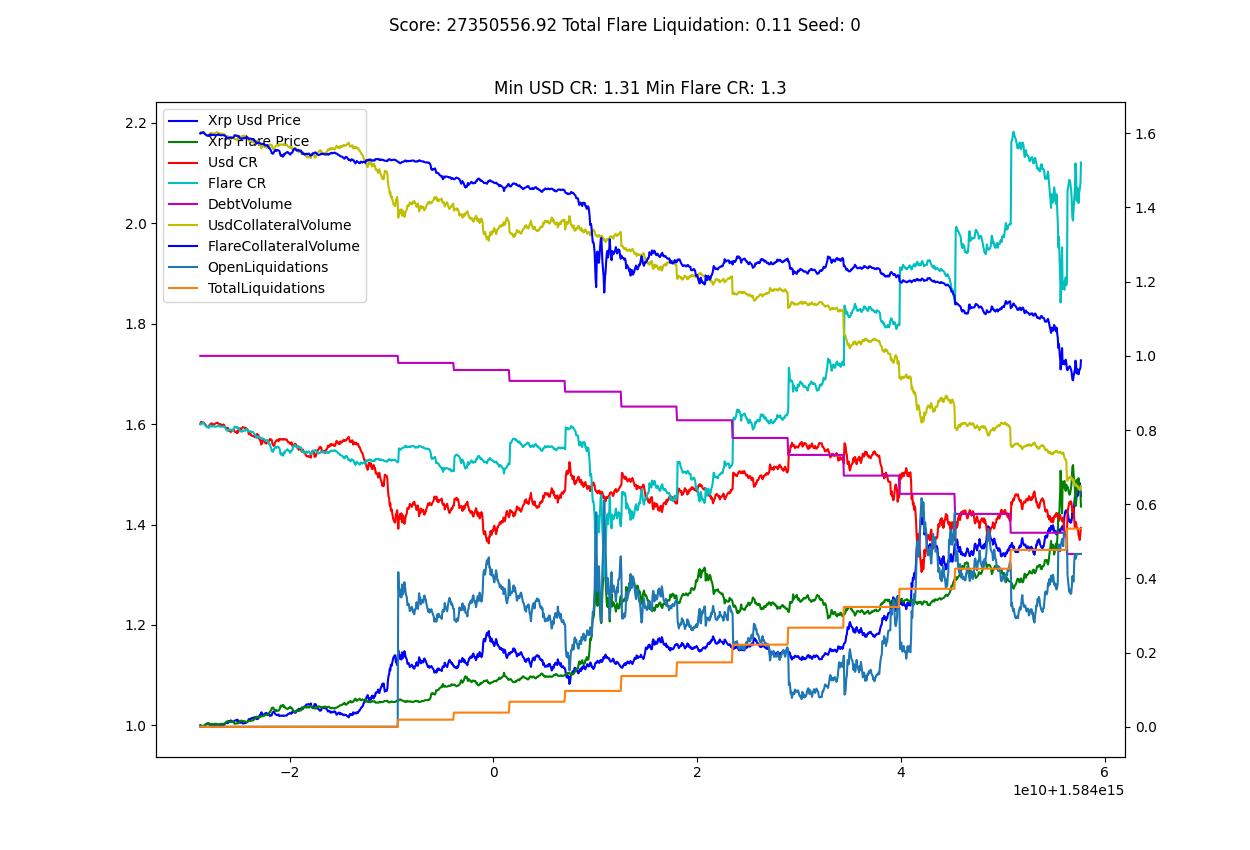 Score: 27350556.92 Total Flare Liquidation: 0.11 Seed: 0
Min USD CR: 1.31 Min Flare CR: 1.3
Xrp Usd Price
Xrp Flare Price
Usd CR
Flare CR
DebtVolume
UsdCollateralVolume
FlareCollateralVolume
OpenLiquidations
TotalLiquidations
2.2
2.0
1.8
1.6
1.4
1.2
1.0
1.6
1.4
1.2
1.0
0.8
0.6
0.4
0.2
0.0
−2
0
2
4
6
1e10+1.584e15